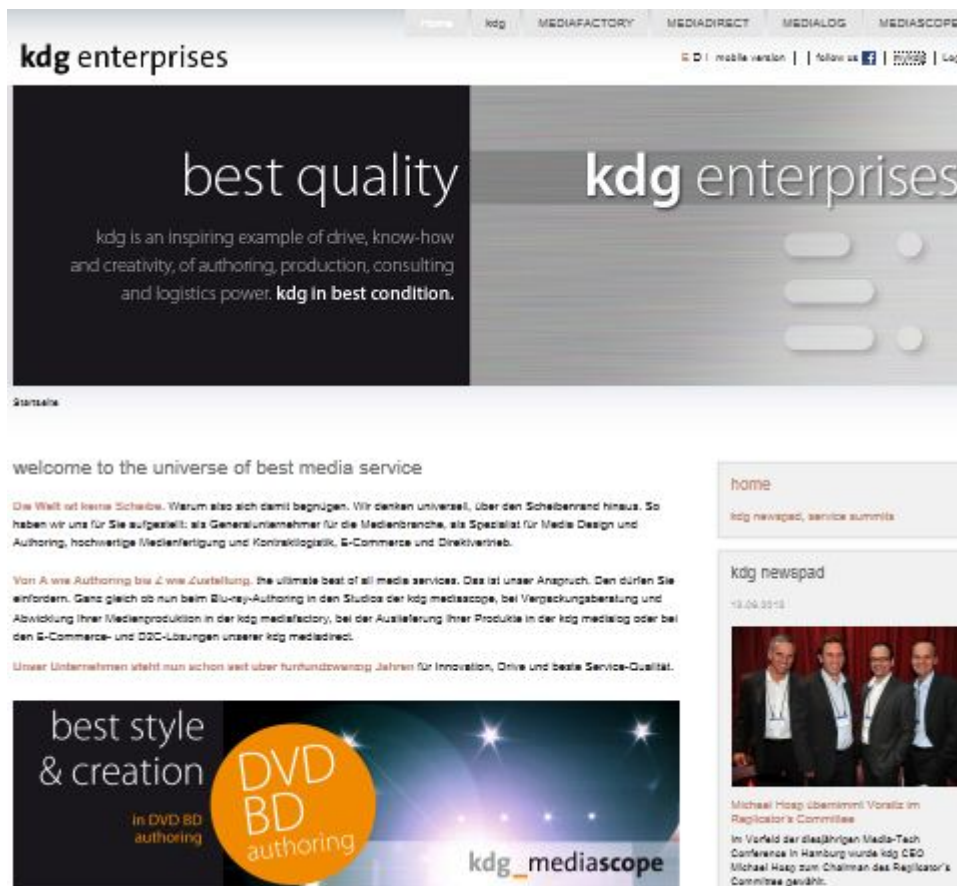 Home kdg MEDIAFACTORY MEDIADIRECT MEDIALOG MEDIASCOPE
kdg enterprises
E D I mobile version | | follow us f | mykdg | Log
best quality
kdg is an inspiring example of drive, know-how
and creativity, of authoring, production, consulting
and logistics power. kdg in best condition.
kdg enterprises
Startseite
welcome to the universe of best media service
Die Welt ist keine Scheibe. Warum also sich damit begnügen. Wir denken universell, über den Scheibenrand hinaus. So
haben wir uns für Sie aufgestellt: als Generalunternehmer für die Medienbranche, als Spezialist für Media Design und
Authoring, hochwertige Medienfertigung und Kontraktlogistik, E-Commerce und Direktvertrieb.
Von A wie Authoring bis Z wie Zustellung. the ultimate best of all media services. Das ist unser Anspruch. Den dürfen Sie
einfordern. Ganz gleich ob nun beim Blu-ray-Authoring in den Studios der kdg mediascope, bei Verpackungsberatung und
Abwicklung Ihrer Medienproduktion in der kdg mediafactory, bei der Auslieferung Ihrer Produkte in der kdg medialog oder bei
den E-Commerce- und D2C-Lösungen unserer kdg mediadirect.
Unser Unternehmen steht nun schon seit über fünfundzwanzig Jahren für Innovation, Drive und beste Service-Qualität.
best style
& creation
in DVD BD
authoring
DVD
BD
authoring
kdg_mediascope
home
kdg newspad, service summits
kdg newspad
Michael Hosp übernimmt Vorsitz im
Replicator's Committee
Im Vorfeld der diesjährigen Media-Tech
Conference in Hamburg wurde kdg CEO
Michael Hosp zum Chairman des Replicator's
Committee gewählt.